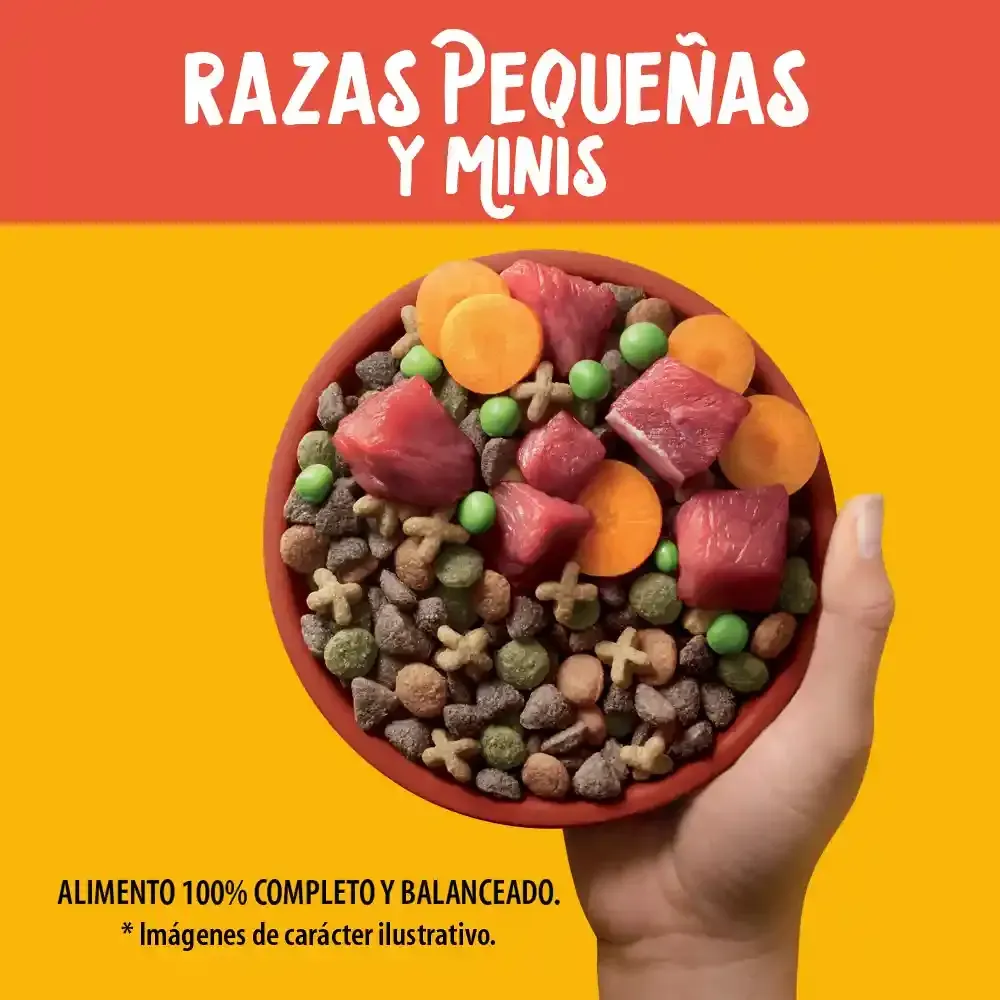 RAZAS PEQUEÑAS
Y MINIS
ALIMENTO 100% COMPLETO Y BALANCEADO.
* Imágenes de carácter ilustrativo.